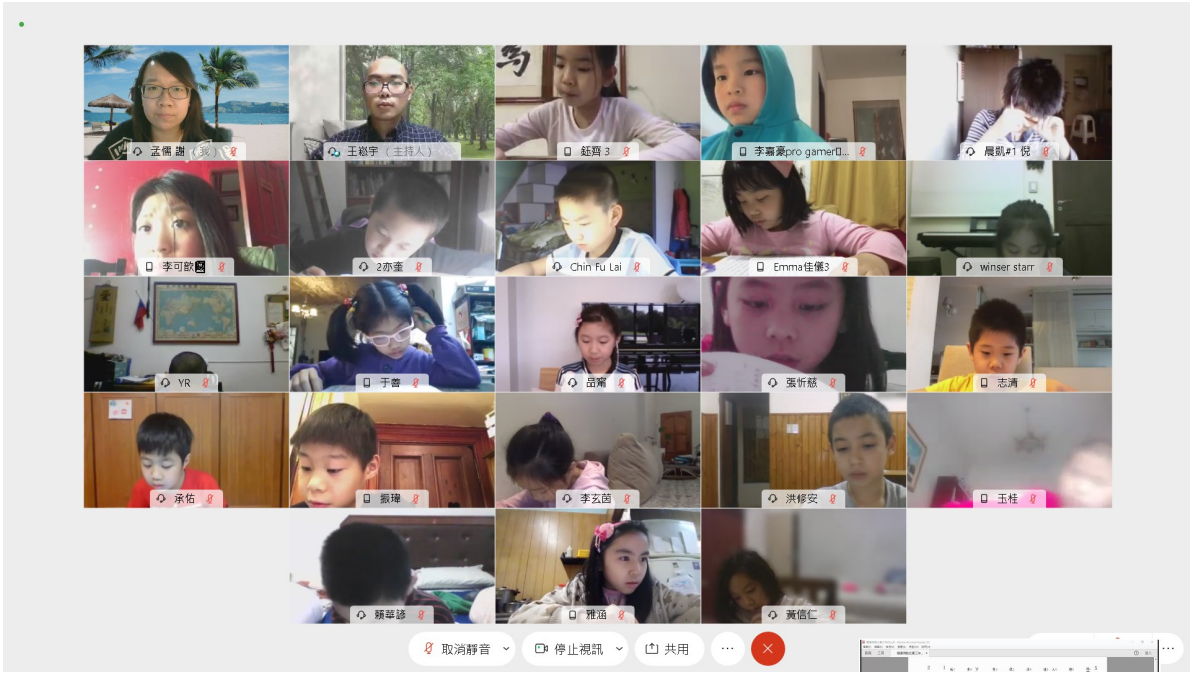 馬
孟儒 謝 （我）
王崧宇 （主持人）
鈺齊 3
李嘉豪pro gamer
晨凱#1 倪
李可歆
2亦奎
Chin Fu Lai
Emma佳儀3
winser starr
YR
于善
品甯
張忻慈
志清
承佑
振瑋
李玄茵
洪修安
玉桂
賴華諺
雅涵
黃信仁
取消靜音
停止視訊
共用